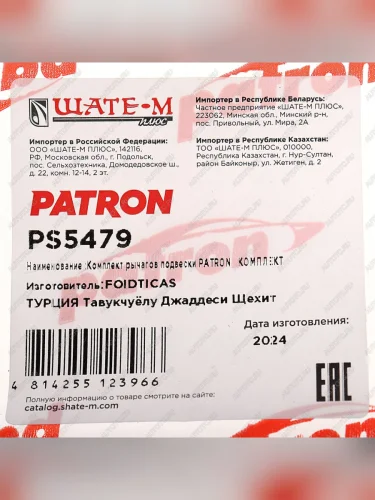 ШАТЕ-М
ПЛЮС
Импортер в Российской Федерации:
ООО «ШАТЕ-М ПЛЮС», 142116,
РФ, Московская обл., г. Подольск,
пос. Сельхозтехника, Домодедовское ш.,
д. 22, комн. 12-14, 2 эт.
Импортер в Республике Беларусь:
Частное предприятие «ШАТЕ-М ПЛЮС»,
223062, Минская обл., Минский р-н,
пос. Привольный, ул. Мира, 2А
Импортер в Республике Казахстан:
ТОО «ШАТЕ-М ПЛЮС», 010000,
Республика Казахстан, г. Нур-Султан,
район Байконыр, ул. Жетиген, д. 2
PATRON
PS5479
Наименование:Комплект рычагов подвески PATRON КОМПЛЕКТ
Изготовитель:FOIDTICAS
ТУРЦИЯ Тавукчуёлу Джаддеси Щехит
Дата изготовления:
2024
4 814255 123966
EAC
Полную информацию о товаре смотрите на сайте:
catalog.shate-m.com